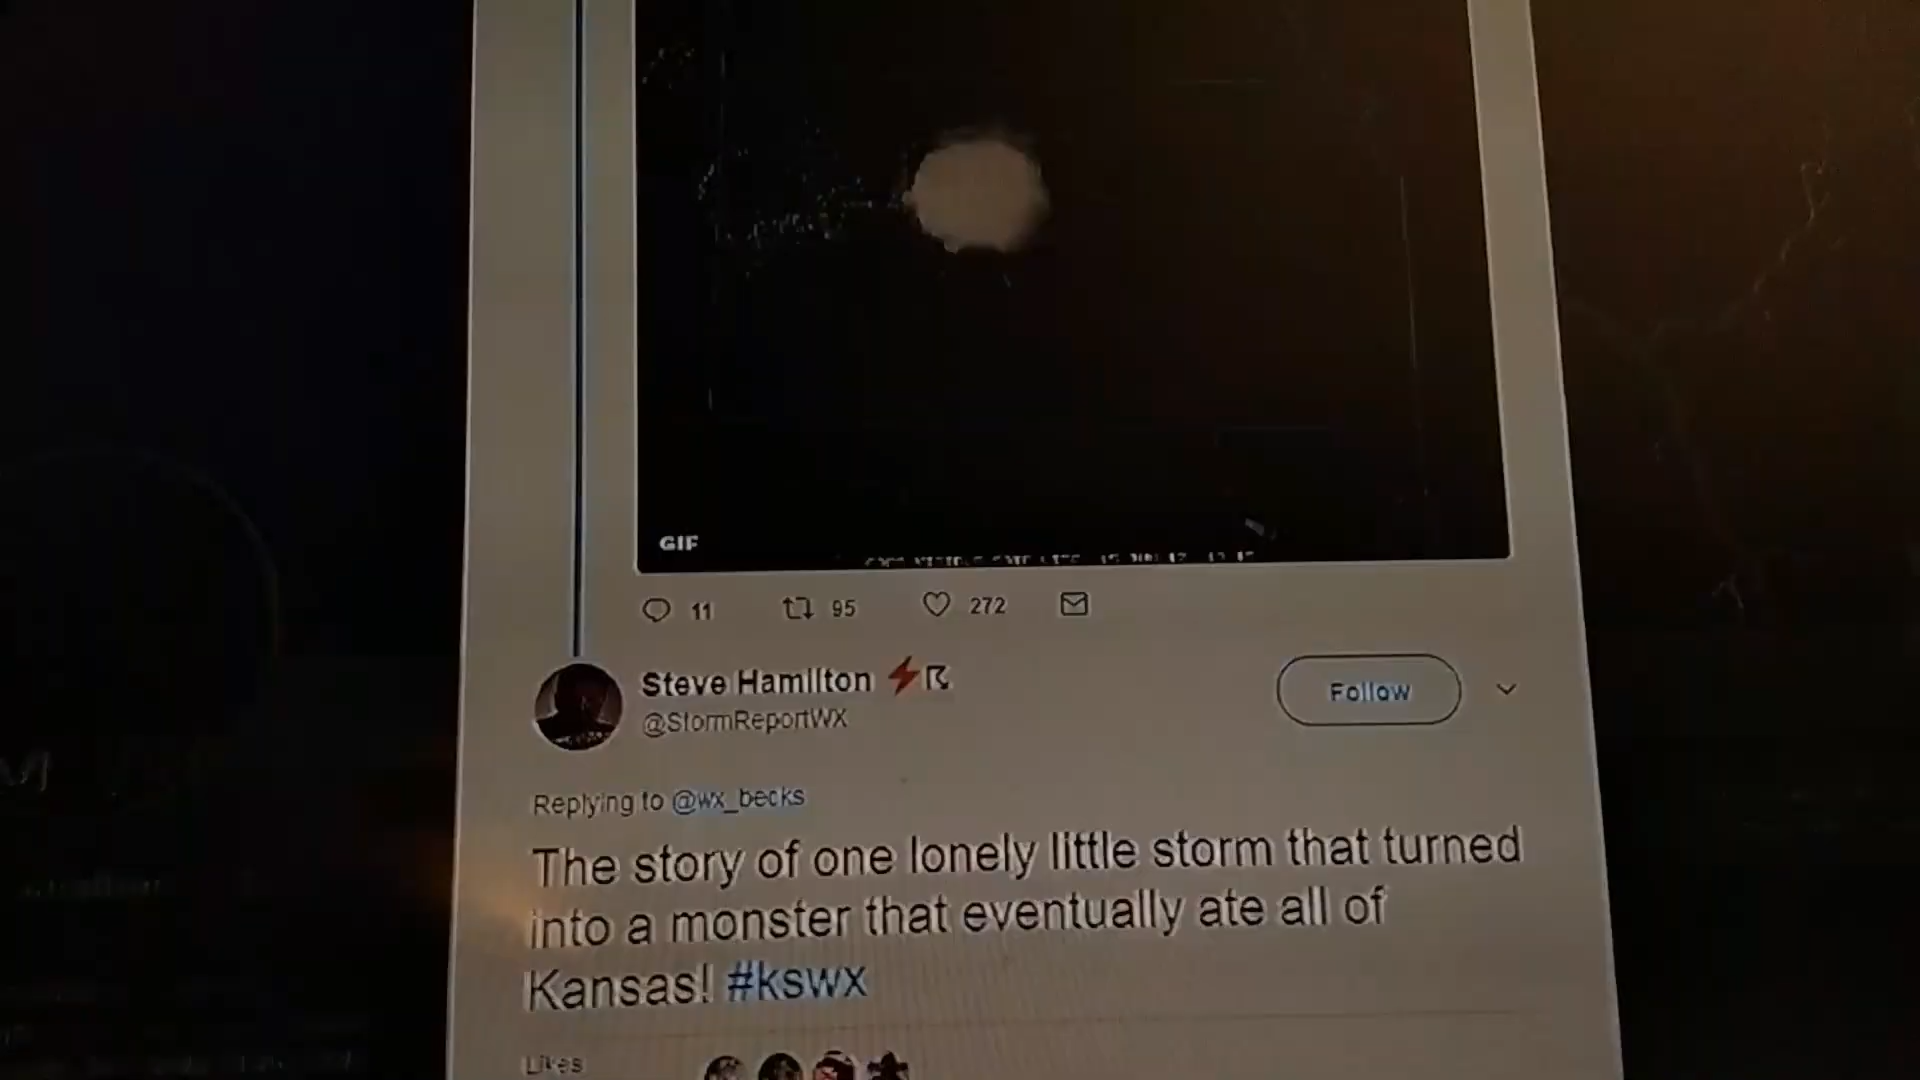 GIF
11 95 272
Steve Hamilton
@StormReportWX
Follow
Replying to @wx_becks
The story of one lonely little storm that turned
into a monster that eventually ate all of
Kansas! #kswx
Likes